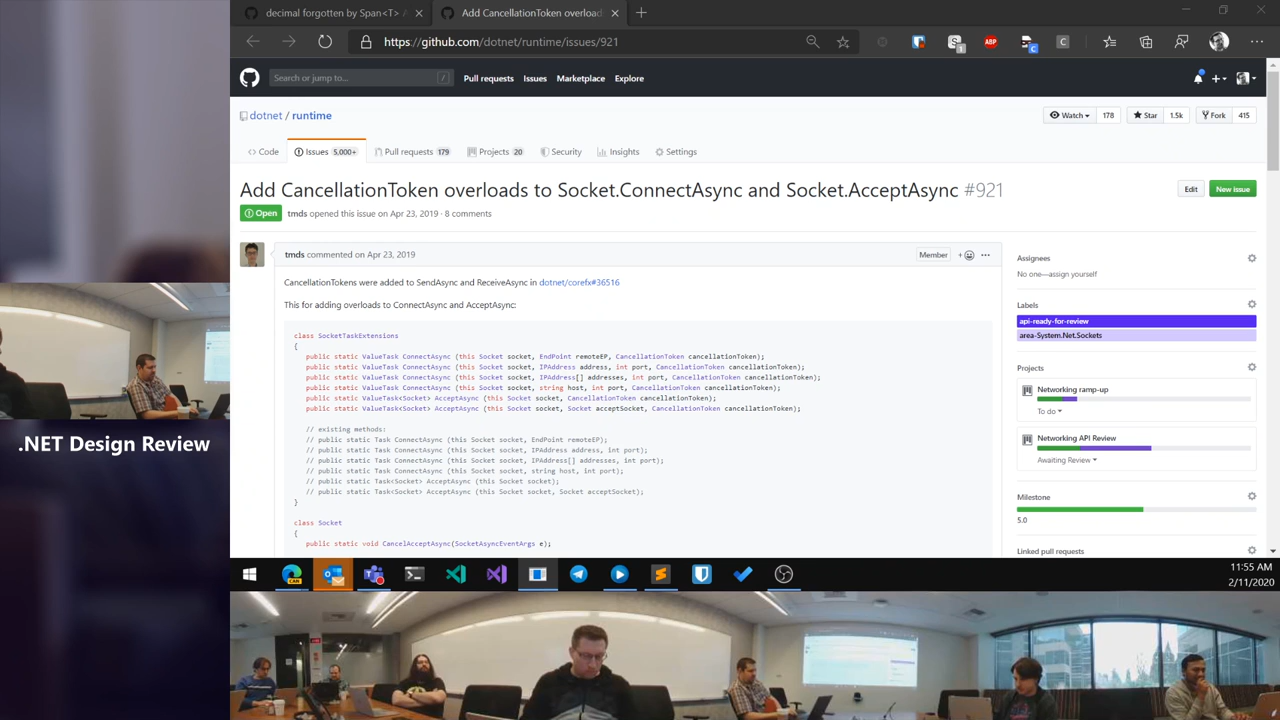 decimal forgotten by Span<T>
Add CancellationToken overload
https://github.com/dotnet/runtime/issues/921
Search or jump to...
/
Pull requests
Issues
Marketplace
Explore
dotnet / runtime
Watch
178
Star
1.5k
Fork
415
Code
Issues 5,000+
Pull requests 179
Projects 20
Security
Insights
Settings
Add CancellationToken overloads to Socket.ConnectAsync and Socket.AcceptAsync #921
Edit
New issue
Open
tmds opened this issue on Apr 23, 2019 · 8 comments
tmds commented on Apr 23, 2019
Member
CancellationTokens were added to SendAsync and ReceiveAsync in dotnet/corefx#36516
This for adding overloads to ConnectAsync and AcceptAsync:
class SocketTaskExtensions
{
public static ValueTask ConnectAsync (this Socket socket, EndPoint remoteEP, CancellationToken cancellationToken);
public static ValueTask ConnectAsync (this Socket socket, IPAddress address, int port, CancellationToken cancellationToken);
public static ValueTask ConnectAsync (this Socket socket, IPAddress[] addresses, int port, CancellationToken cancellationToken);
public static ValueTask ConnectAsync (this Socket socket, string host, int port, CancellationToken cancellationToken);
public static ValueTask<Socket> AcceptAsync (this Socket socket, CancellationToken cancellationToken);
public static ValueTask<Socket> AcceptAsync (this Socket socket, Socket acceptSocket, CancellationToken cancellationToken);
// existing methods:
// public static Task ConnectAsync (this Socket socket, EndPoint remoteEP);
// public static Task ConnectAsync (this Socket socket, IPAddress address, int port);
// public static Task ConnectAsync (this Socket socket, IPAddress[] addresses, int port);
// public static Task ConnectAsync (this Socket socket, string host, int port);
// public static Task<Socket> AcceptAsync (this Socket socket);
// public static Task<Socket> AcceptAsync (this Socket socket, Socket acceptSocket);
}
class Socket
{
public static void CancelAcceptAsync(SocketAsyncEventArgs e);
Assignees
No one—assign yourself
Labels
api-ready-for-review
area-System.Net.Sockets
Projects
Networking ramp-up
To do
Networking API Review
Awaiting Review
Milestone
5.0
Linked pull requests
.NET Design Review
11:55 AM
2/11/2020